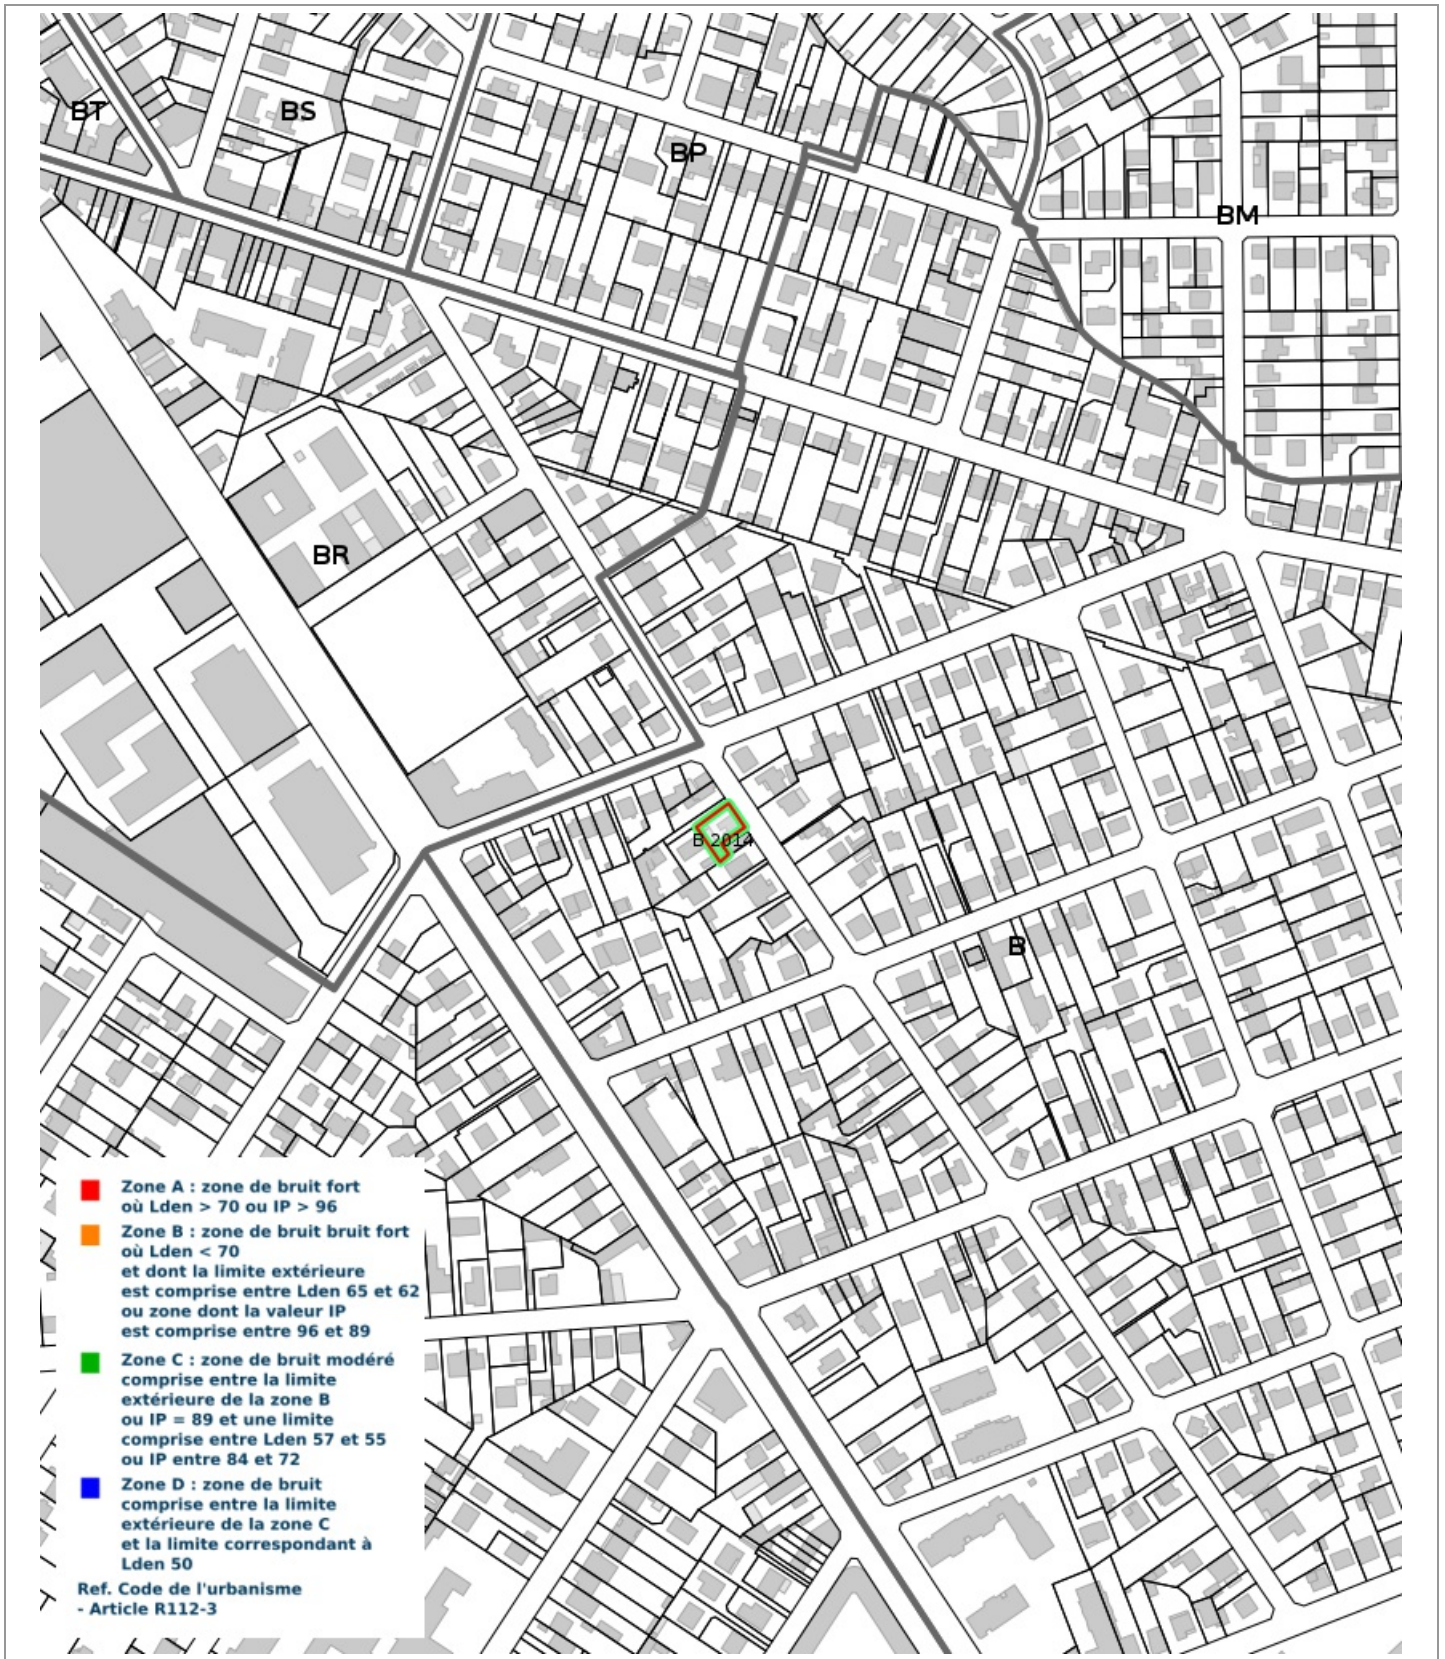 BT
BS
BP
BM
BR
B 2014
B
Zone A : zone de bruit fort
où Lden > 70 ou IP > 96
Zone B : zone de bruit bruit fort
où Lden < 70
et dont la limite extérieure
est comprise entre Lden 65 et 62
ou zone dont la valeur IP
est comprise entre 96 et 89
Zone C : zone de bruit modéré
comprise entre la limite
extérieure de la zone B
ou IP = 89 et une limite
comprise entre Lden 57 et 55
ou IP entre 84 et 72
Zone D : zone de bruit
comprise entre la limite
extérieure de la zone C
et la limite correspondant à
Lden 50
Ref. Code de l'urbanisme
- Article R112-3